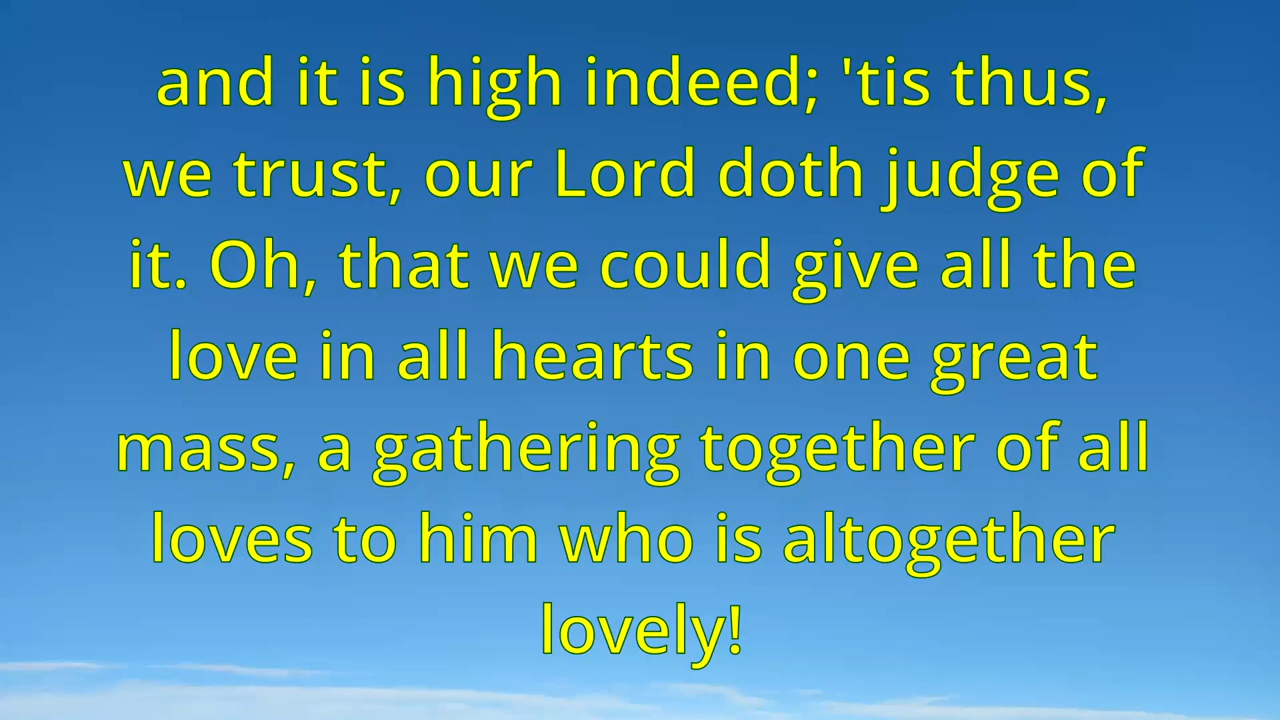 and it is high indeed; 'tis thus,
we trust, our Lord doth judge of
it. Oh, that we could give all the
love in all hearts in one great
mass, a gathering together of all
loves to him who is altogether
lovely!